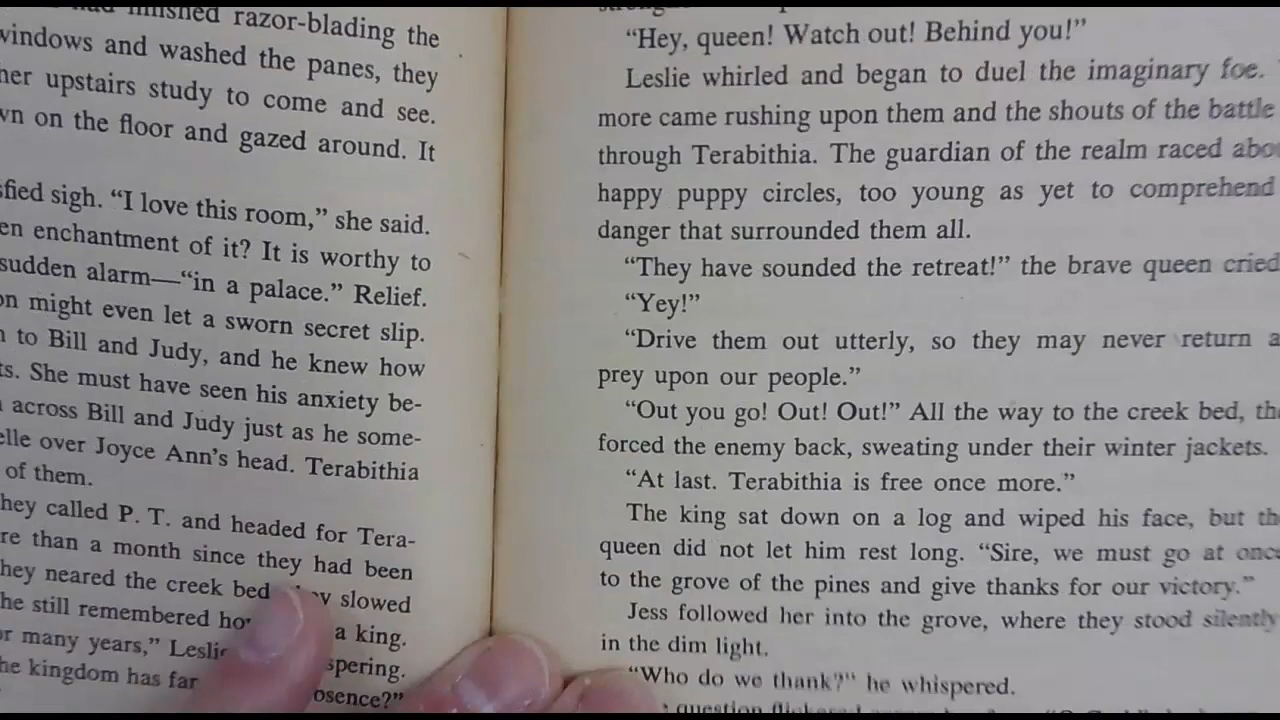 finished razor-blading the
windows and washed the panes, they
her upstairs study to come and see.
on the floor and gazed around. It
sigh. “I love this room,” she said.
enchantment of it? It is worthy to
sudden alarm—“in a palace.” Relief.
might even let a sworn secret slip.
to Bill and Judy, and he knew how
She must have seen his anxiety be-
across Bill and Judy just as he some-
over Joyce Ann’s head. Terabithia
of them.
they called P. T. and headed for Tera-
than a month since they had been
they neared the creek bed slowed
he still remembered a king.
many years,”
the kingdom has far
“Hey, queen! Watch out! Behind you!”
Leslie whirled and began to duel the imaginary foe.
more came rushing upon them and the shouts of the battle
through Terabithia. The guardian of the realm raced
happy puppy circles, too young as yet to comprehend
danger that surrounded them all.
“They have sounded the retreat!” the brave queen cried
“Yey!”
“Drive them out utterly, so they may never return
prey upon our people.”
“Out you go! Out! Out!” All the way to the creek bed,
forced the enemy back, sweating under their winter jackets.
“At last. Terabithia is free once more.”
The king sat down on a log and wiped his face, but
queen did not let him rest long. “Sire, we must go at once
to the grove of the pines and give thanks for our victory.”
Jess followed her into the grove, where they stood silently
in the dim light.
“Who do we thank?” he whispered.
question flickered